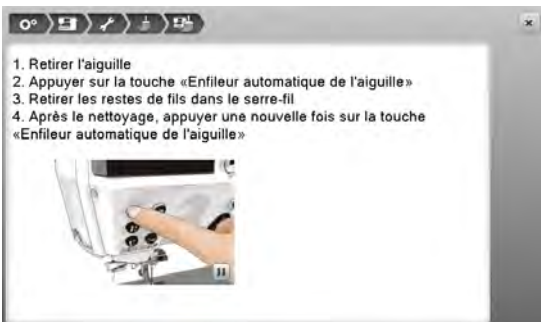 1. Retirer l'aiguille
2. Appuyer sur la touche «Enfileur automatique de l'aiguille»
3. Retirer les restes de fils dans le serre-fil
4. Après le nettoyage, appuyer une nouvelle fois sur la touche
«Enfileur automatique de l'aiguille»